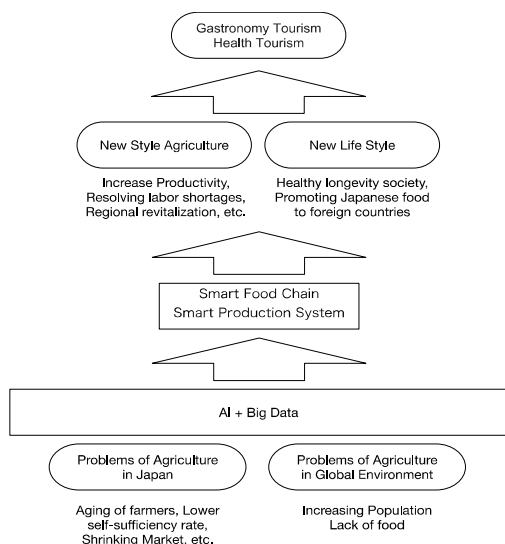 Gastronomy Tourism
Health Tourism
New Style Agriculture
New Life Style
Increase Productivity,
Resolving labor shortages,
Regional revitalization, etc.
Healthy longevity society,
Promoting Japanese food
to foreign countries
Smart Food Chain
Smart Production System
AI + Big Data
Problems of Agriculture
in Japan
Problems of Agriculture
in Global Environment
Aging of farmers, Lower
self-sufficiency rate,
Shrinking Market, etc.
Increasing Population
Lack of food